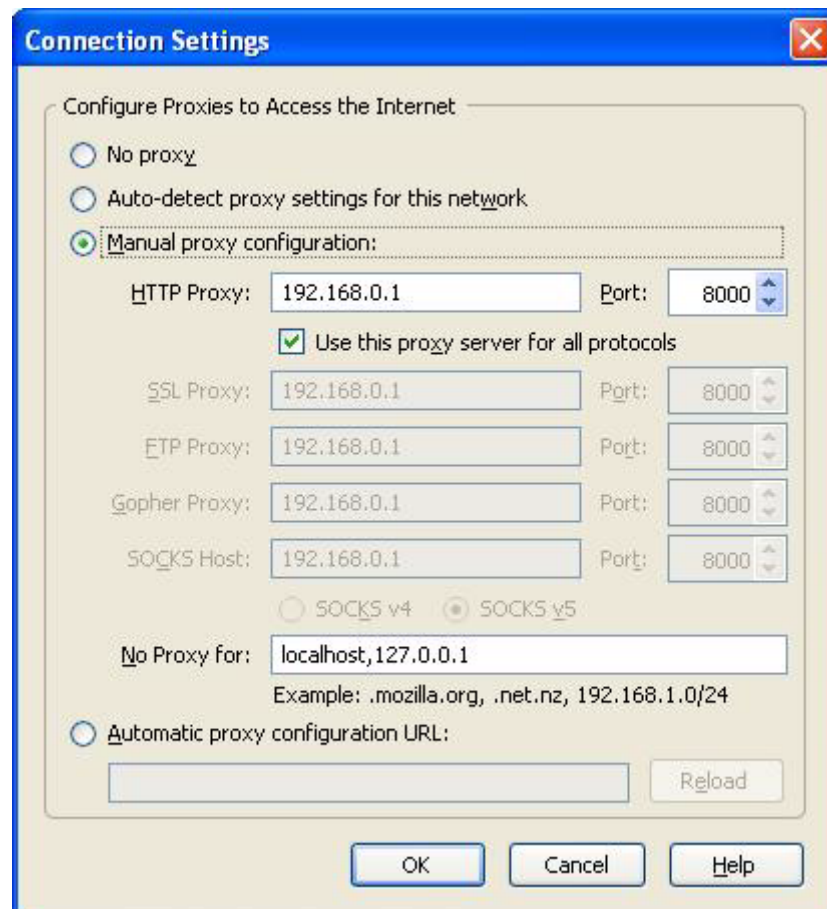 Connection Settings
Configure Proxies to Access the Internet
No proxy
Auto-detect proxy settings for this network
Manual proxy configuration:
HTTP Proxy: 192.168.0.1 Port: 8000
Use this proxy server for all protocols
SSL Proxy: 192.168.0.1 Port: 8000
FTP Proxy: 192.168.0.1 Port: 8000
Gopher Proxy: 192.168.0.1 Port: 8000
SOCKS Host: 192.168.0.1 Port: 8000
SOCKS v4 SOCKS v5
No Proxy for: localhost,127.0.0.1
Example: .mozilla.org, .net.nz, 192.168.1.0/24
Automatic proxy configuration URL:
Reload
OK Cancel Help